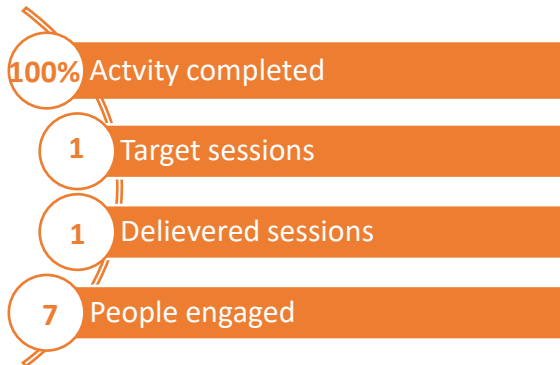 100% Actvity completed
1 Target sessions
1 Delievered sessions
7 People engaged